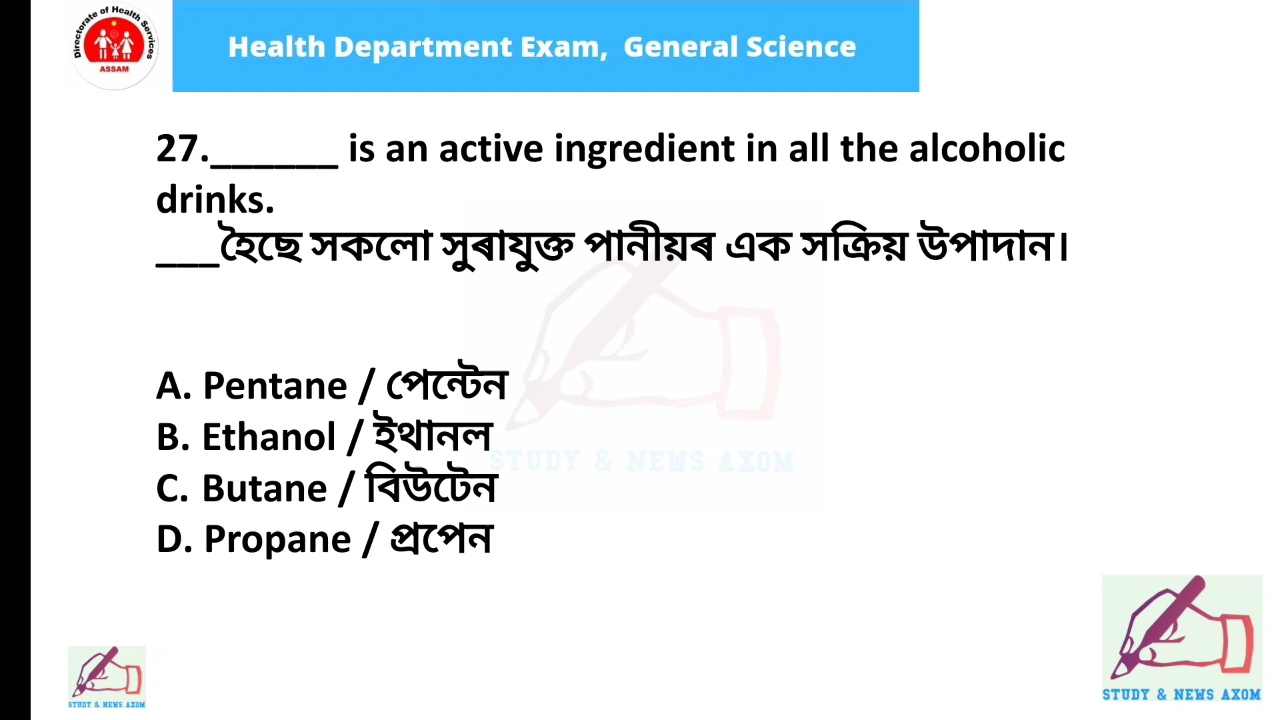 Directorate of Health Services
ASSAM
Health Department Exam, General Science
27.______ is an active ingredient in all the alcoholic
drinks.
___হৈছে সকলো সুৰাযুক্ত পানীয়ৰ এক সক্ৰিয় উপাদান।
A. Pentane / পেন্টেন
B. Ethanol / ইথানল
C. Butane / বিউটেন
D. Propane / প্ৰপেন
STUDY & NEWS AXOM
STUDY & NEWS AXOM
STUDY & NEWS AXOM